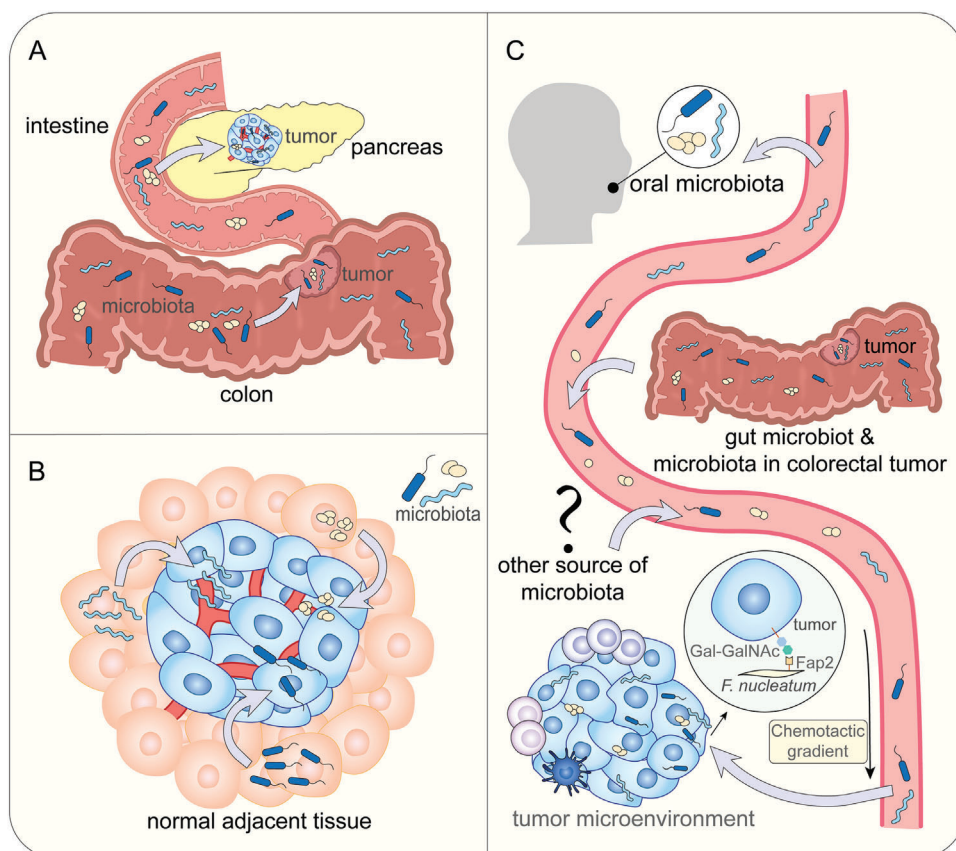 A
intestine
tumor
pancreas
microbiota
tumor
colon
B
microbiota
normal adjacent tissue
C
oral microbiota
tumor
gut microbiot &
microbiota in colorectal tumor
?
other source of
microbiota
tumor
Gal-GalNAc
Fap2
F. nucleatum
Chemotactic
gradient
tumor microenvironment